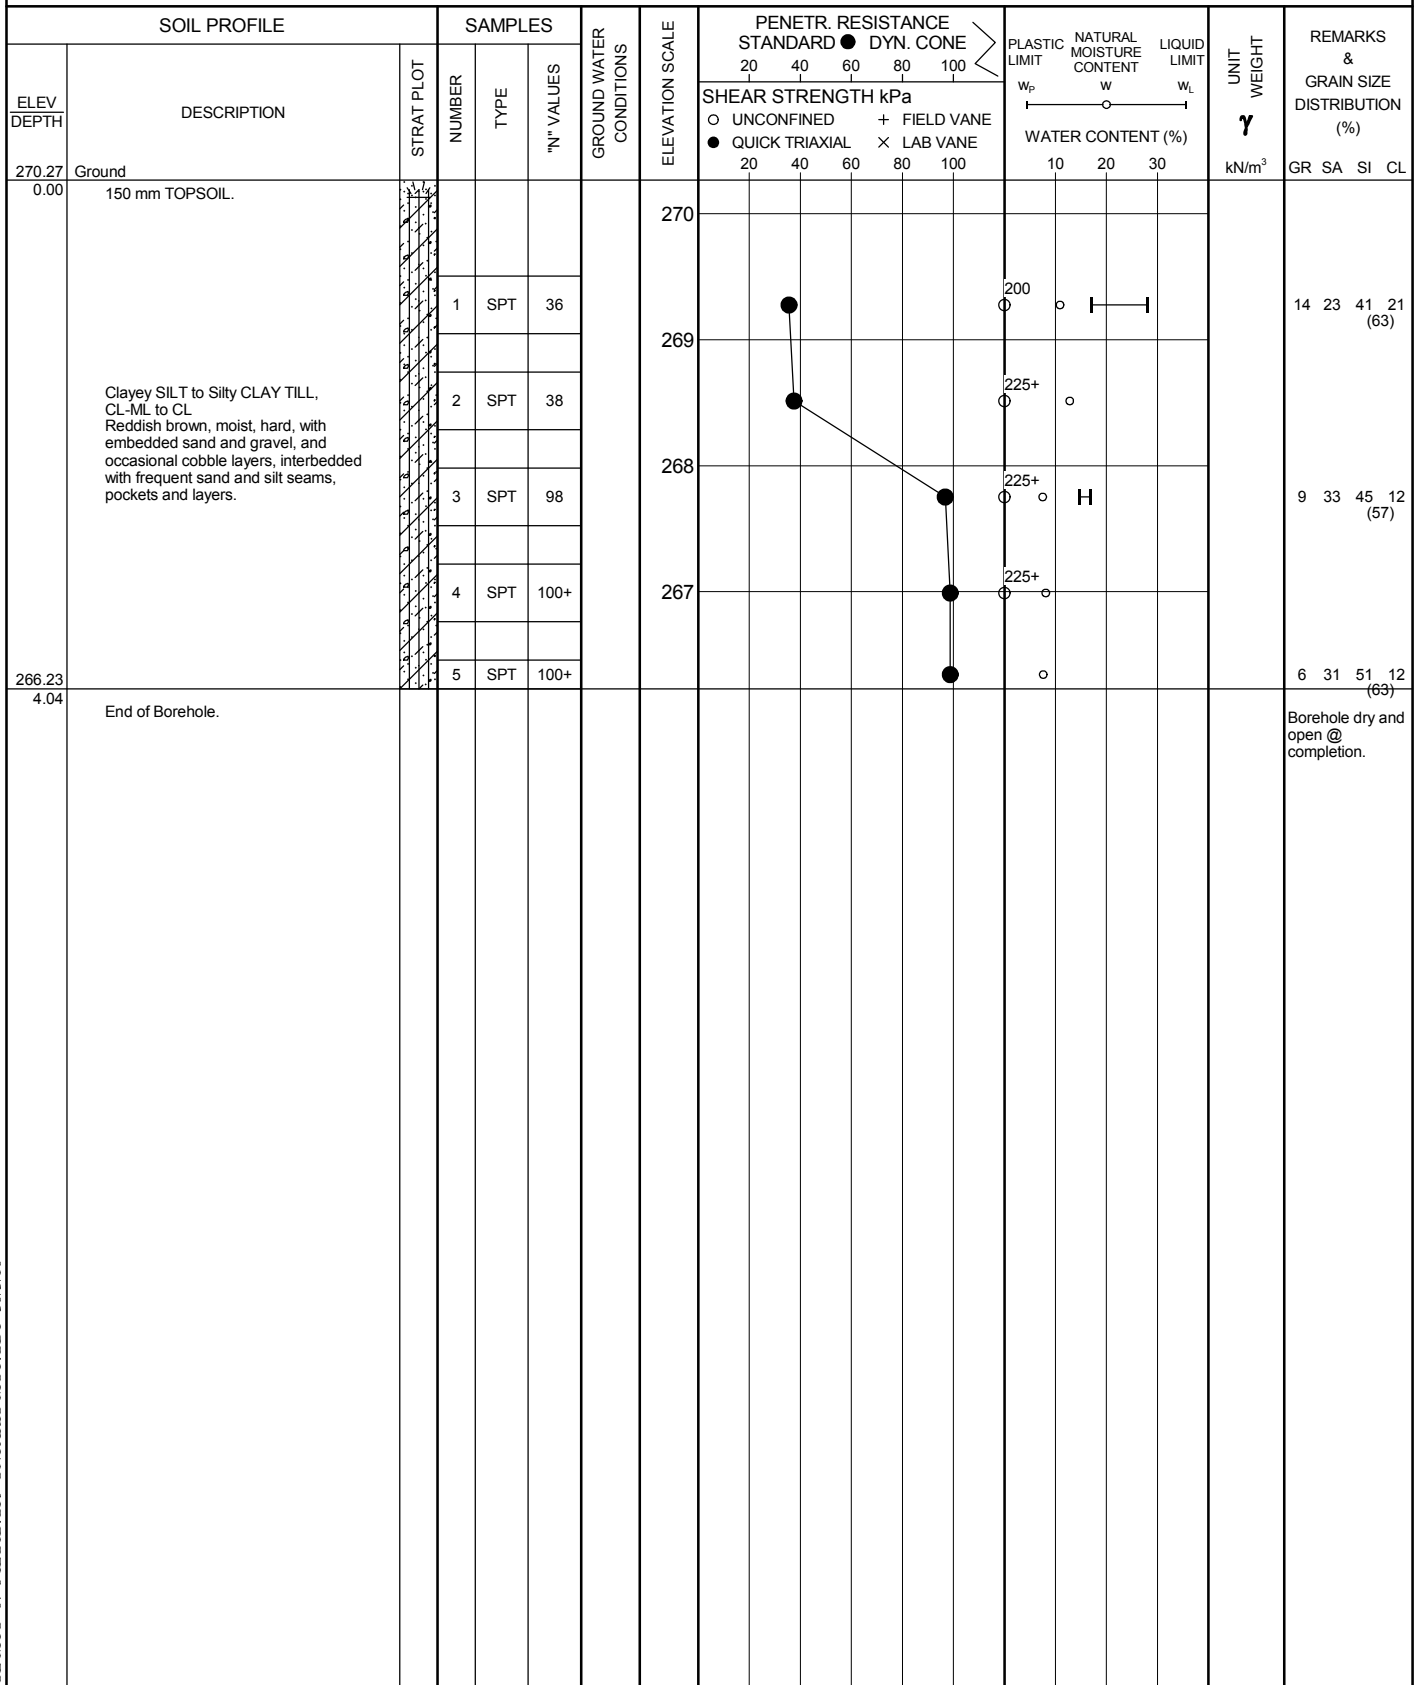 SOIL PROFILE
SAMPLES
GROUND WATER
CONDITIONS
ELEVATION SCALE
PENETR. RESISTANCE
STANDARD ● DYN. CONE
20 40 60 80 100
SHEAR STRENGTH kPa
○ UNCONFINED + FIELD VANE
● QUICK TRIAXIAL × LAB VANE
20 40 60 80 100
PLASTIC LIMIT
NATURAL MOISTURE CONTENT
LIQUID LIMIT
WP W WL
WATER CONTENT (%)
10 20 30
UNIT WEIGHT
γ
kN/m³
REMARKS
&
GRAIN SIZE
DISTRIBUTION
(%)
GR SA SI CL
ELEV
DEPTH
DESCRIPTION
STRAT PLOT
NUMBER
TYPE
"N" VALUES
270.27 Ground
0.00 150 mm TOPSOIL.
270
1 SPT 36
200
14 23 41 21
(63)
269
Clayey SILT to Silty CLAY TILL,
CL-ML to CL
Reddish brown, moist, hard, with
embedded sand and gravel, and
occasional cobble layers, interbedded
with frequent sand and silt seams,
pockets and layers.
2 SPT 38
225+
268
3 SPT 98
225+
9 33 45 12
(57)
4 SPT 100+
267
225+
5 SPT 100+
6 31 51 12
(63)
266.23
4.04
End of Borehole.
Borehole dry and
open @
completion.